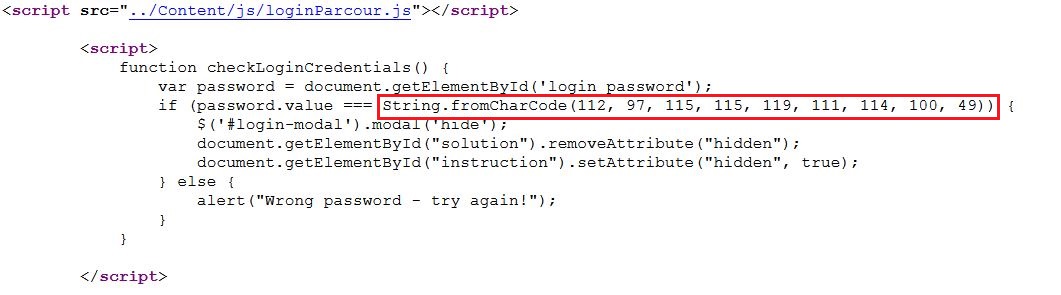 <script src="../Content/js/loginParcour.js"></script>
<script>
function checkLoginCredentials() {
var password = document.getElementById('login password');
if (password.value === String.fromCharCode(112, 97, 115, 115, 119, 111, 114, 100, 49)) {
$('#login-modal').modal('hide');
document.getElementById("solution").removeAttribute("hidden");
document.getElementById("instruction").setAttribute("hidden", true);
} else {
alert("Wrong password - try again!");
}
}
</script>